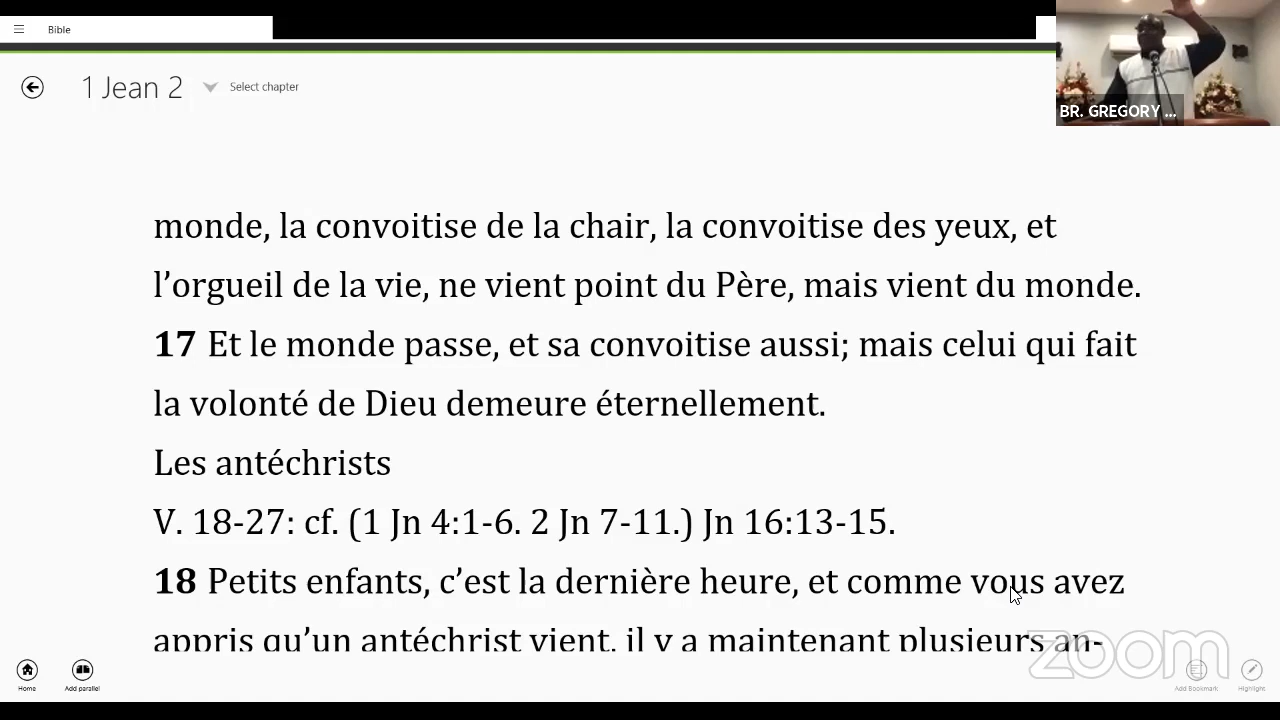 Bible
1 Jean 2
Select chapter
BR. GREGORY ...
monde, la convoitise de la chair, la convoitise des yeux, et
l’orgueil de la vie, ne vient point du Père, mais vient du monde.
17 Et le monde passe, et sa convoitise aussi; mais celui qui fait
la volonté de Dieu demeure éternellement.
Les antéchrists
V. 18-27: cf. (1 Jn 4:1-6. 2 Jn 7-11.) Jn 16:13-15.
18 Petits enfants, c’est la dernière heure, et comme vous avez
appris qu’un antéchrist vient, il y a maintenant plusieurs an-
zoom
Home
Add parallel
Add Bookmark
Highlight